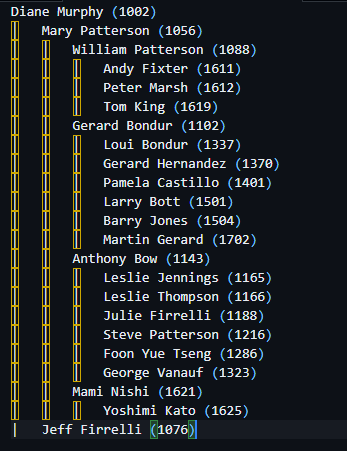 Diane Murphy (1002)
Mary Patterson (1056)
William Patterson (1088)
Andy Fixter (1611)
Peter Marsh (1612)
Tom King (1619)
Gerard Bondur (1102)
Loui Bondur (1337)
Gerard Hernandez (1370)
Pamela Castillo (1401)
Larry Bott (1501)
Barry Jones (1504)
Martin Gerard (1702)
Anthony Bow (1143)
Leslie Jennings (1165)
Leslie Thompson (1166)
Julie Firrelli (1188)
Steve Patterson (1216)
Foon Yue Tseng (1286)
George Vanauf (1323)
Mami Nishi (1621)
Yoshimi Kato (1625)
Jeff Firrelli (1076)